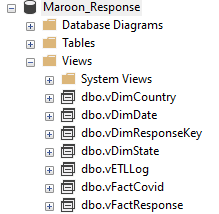 Maroon_Response
Database Diagrams
Tables
Views
System Views
dbo.vDimCountry
dbo.vDimDate
dbo.vDimResponseKey
dbo.vDimState
dbo.vETLLog
dbo.vFactCovid
dbo.vFactResponse